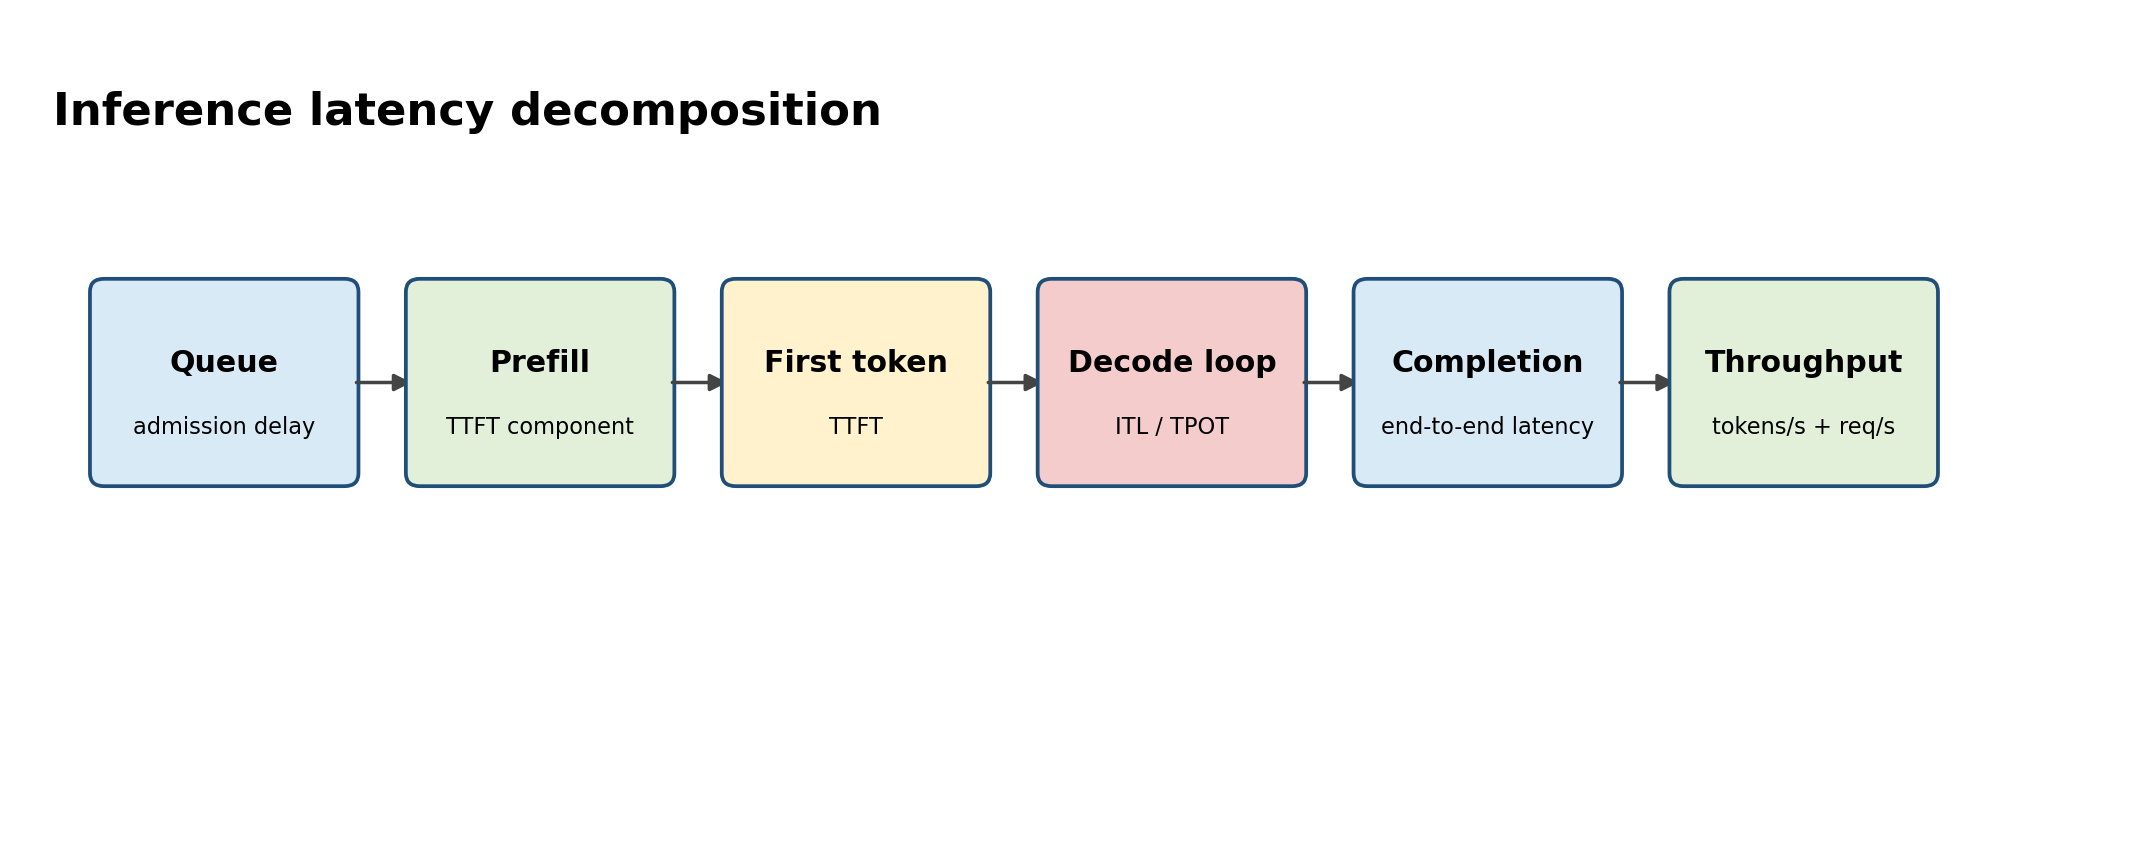 Inference latency decomposition
Queue
admission delay
Prefill
TTFT component
First token
TTFT
Decode loop
ITL / TPOT
Completion
end-to-end latency
Throughput
tokens/s + req/s